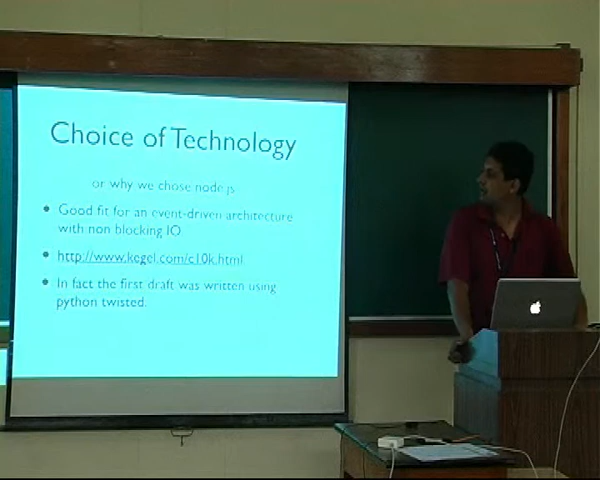 Choice of Technology
or why we chose node js
• Good fit for an event-driven architecture
with non blocking IO
• http://www.kegel.com/c10k.html
• In fact the first draft was written using
python twisted.